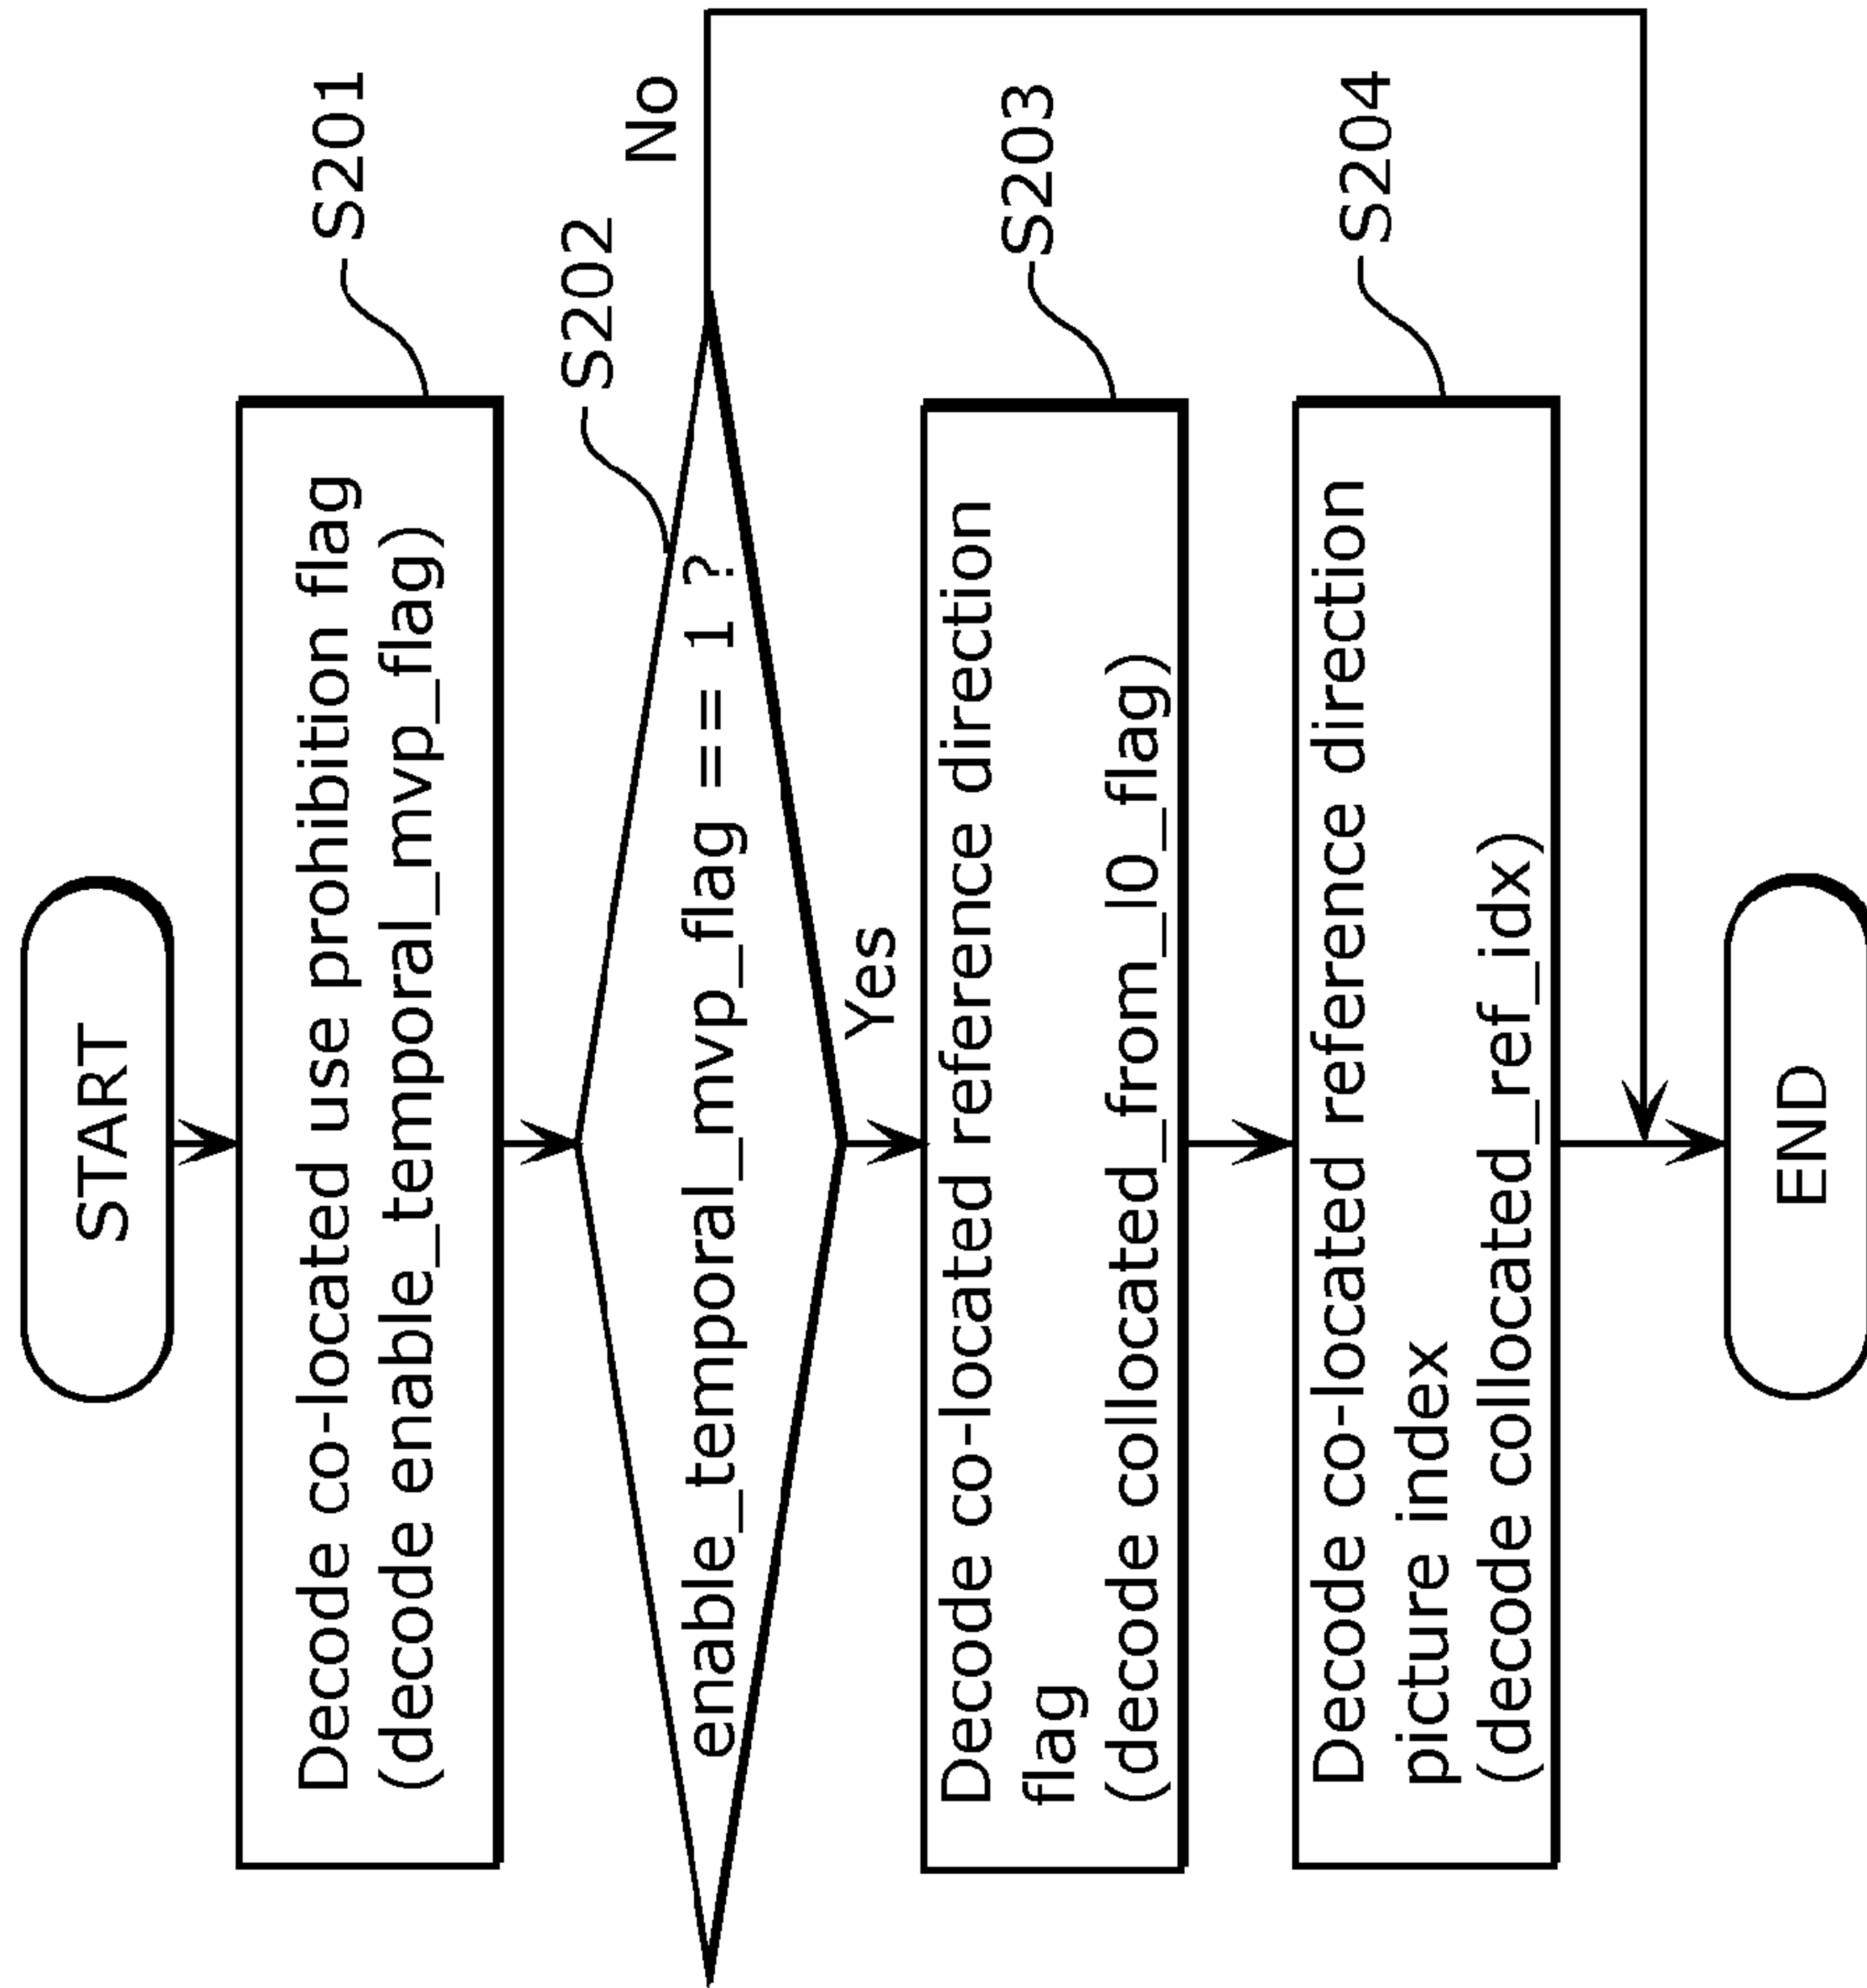 START
Decode co-located use prohibition flag
(decode enable_temporal_mvp_flag)
S201
enable_temporal_mvp_flag == 1 ?
S202
No
Yes
Decode co-located reference direction
flag
(decode collocated_from_l0_flag)
S203
Decode co-located reference direction
picture index
(decode collocated_ref_idx)
S204
END